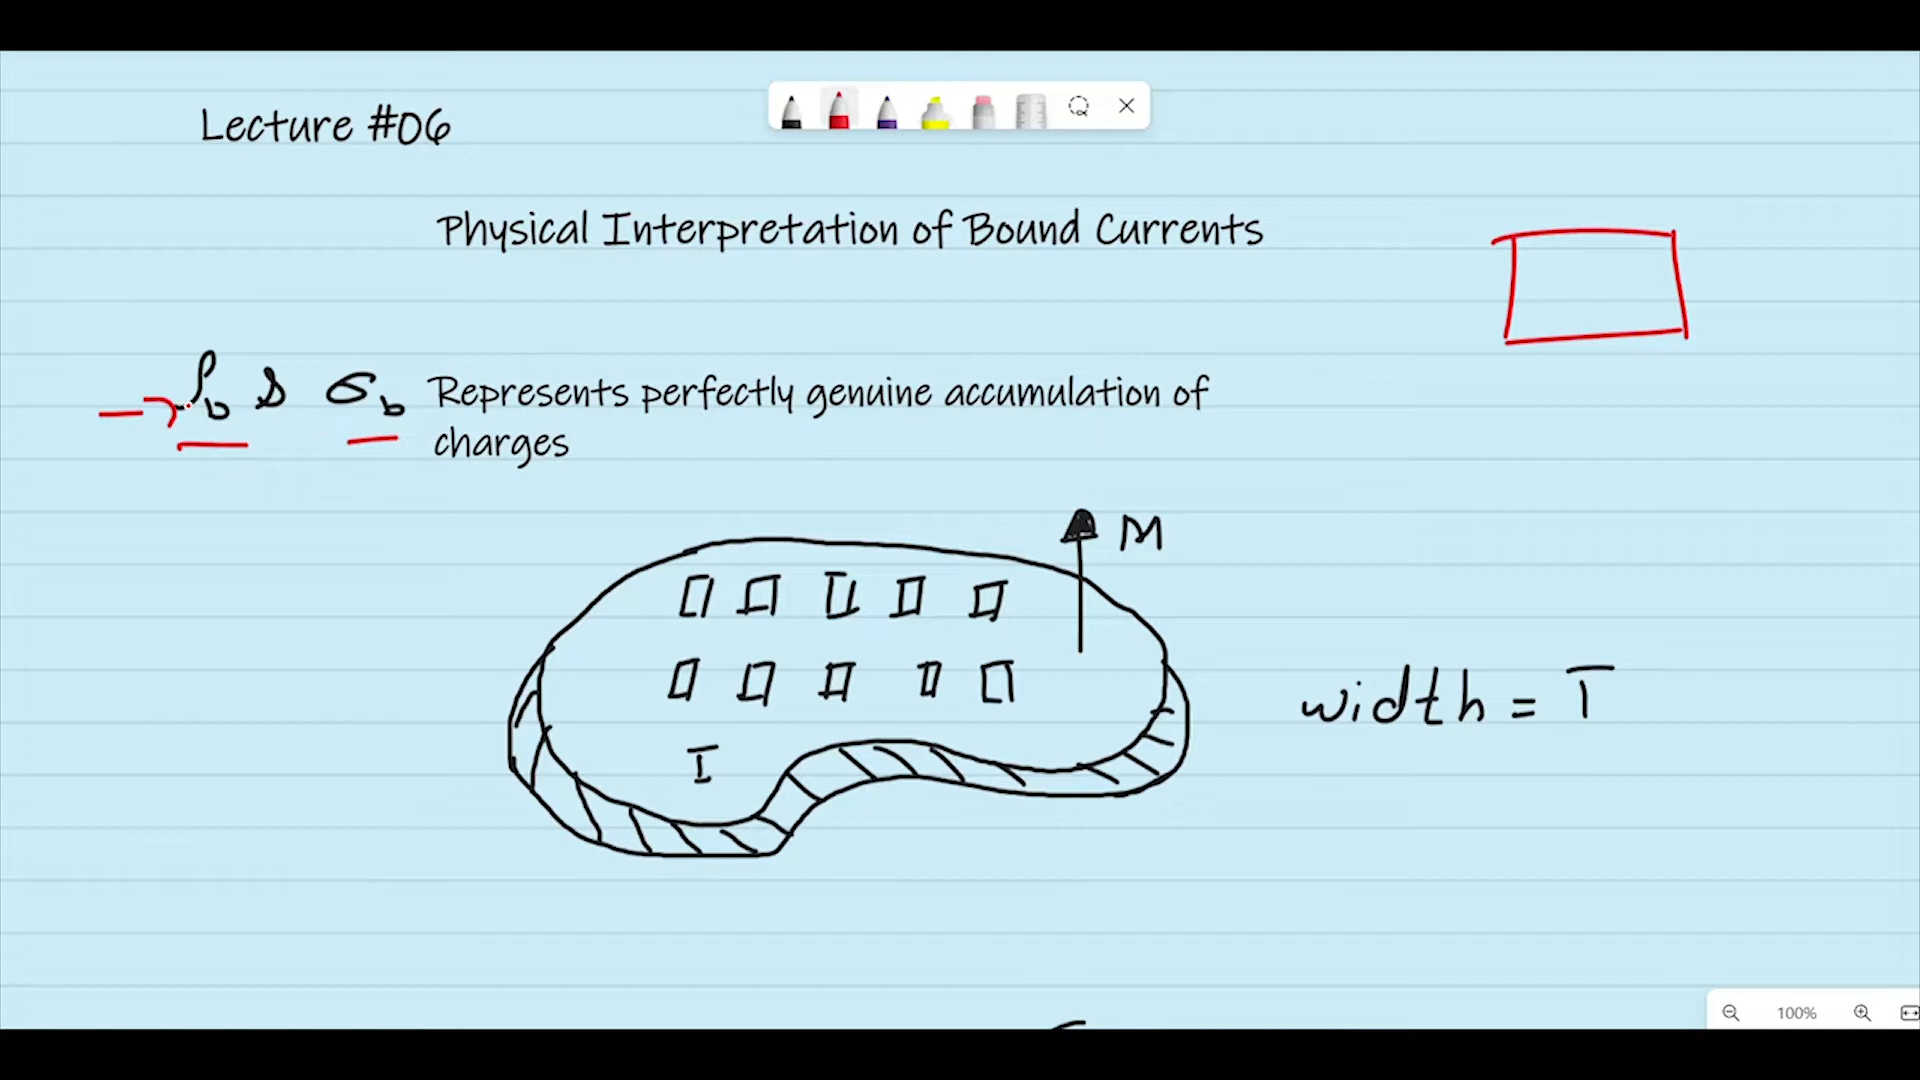 Lecture #06
Physical Interpretation of Bound Currents
ρb & σb Represents perfectly genuine accumulation of
charges
M
width = T
I
100%